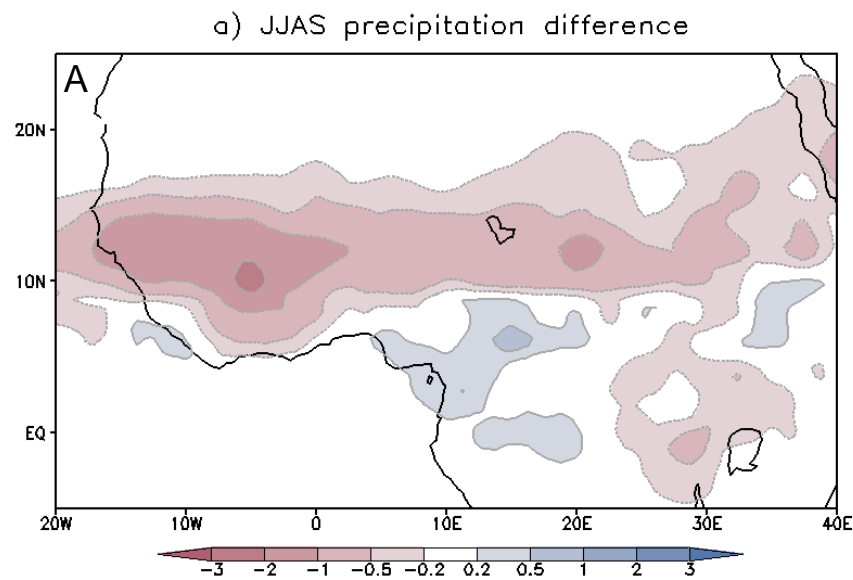 a) JJAS precipitation difference
A
20N
10N
EQ
20W 10W 0 10E 20E 30E 40E
-3 -2 -1 -0.5 -0.2 0.2 0.5 1 2 3